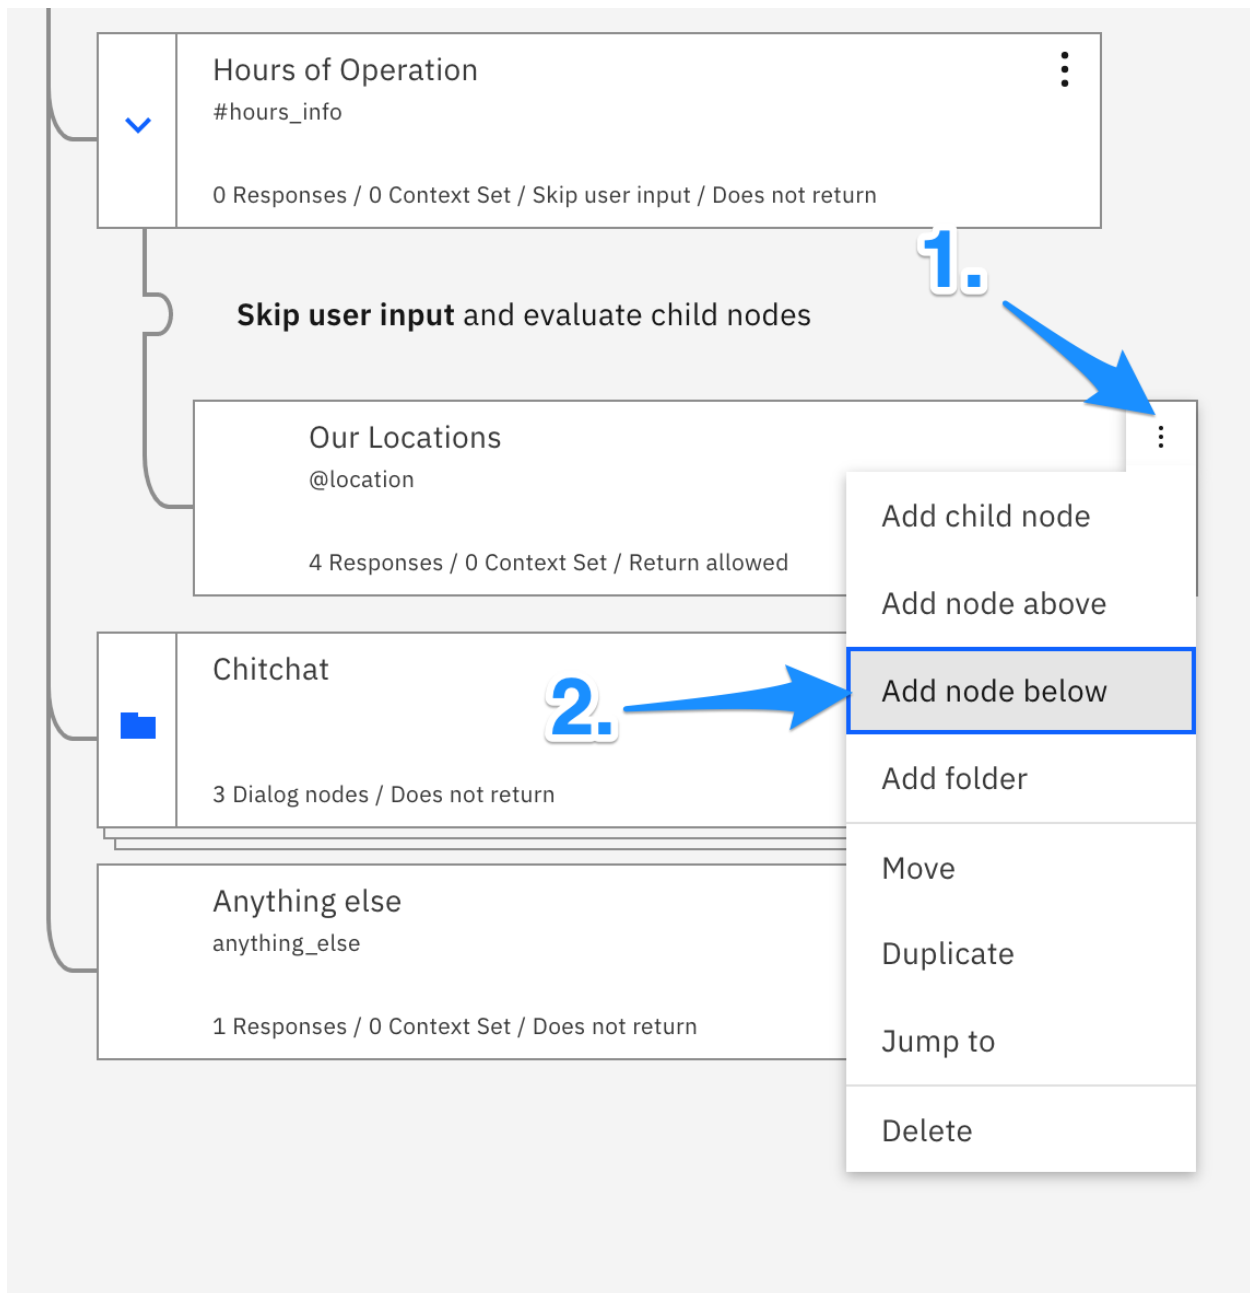 Hours of Operation
#hours_info
0 Responses / 0 Context Set / Skip user input / Does not return
1.
Skip user input and evaluate child nodes
Our Locations
@location
4 Responses / 0 Context Set / Return allowed
Add child node
Add node above
Add node below
Add folder
Move
Duplicate
Jump to
Delete
2.
Chitchat
3 Dialog nodes / Does not return
Anything else
anything_else
1 Responses / 0 Context Set / Does not return